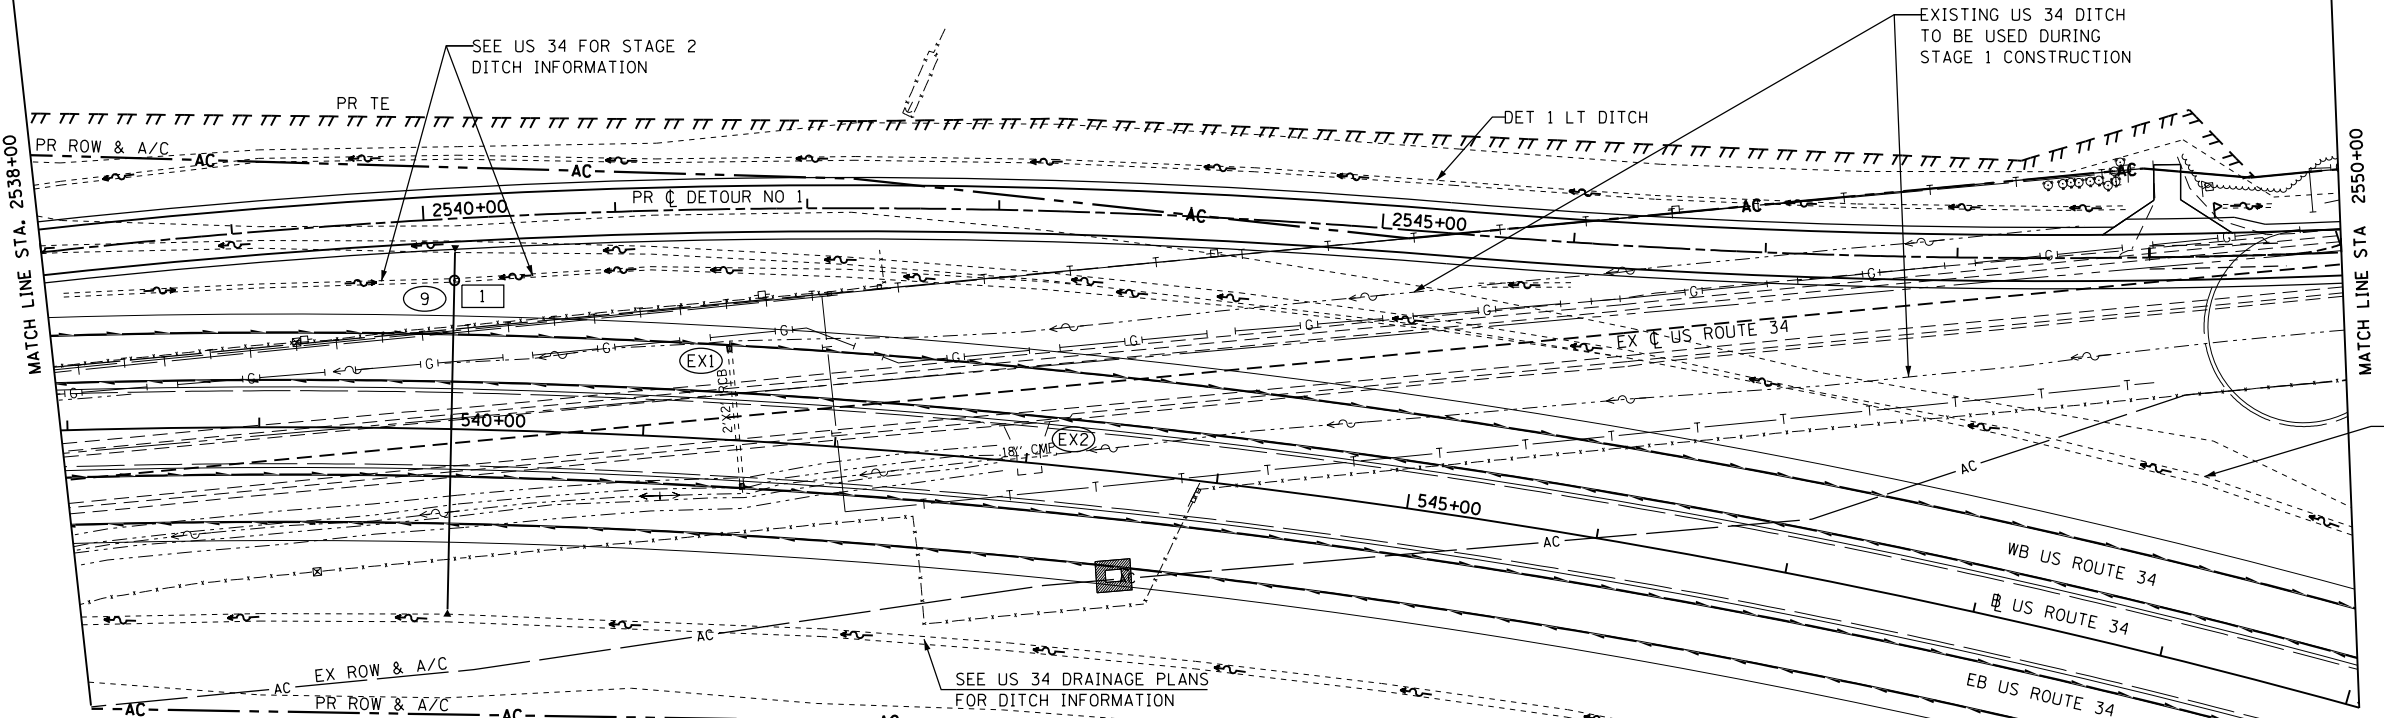 SEE US 34 FOR STAGE 2
DITCH INFORMATION
EXISTING US 34 DITCH
TO BE USED DURING
STAGE 1 CONSTRUCTION
PR TE
DET 1 LT DITCH
PR ROW & A/C
AC
AC
AC
AC
AC
MATCH LINE STA. 2538+00
MATCH LINE STA 2550+00
2540+00
PR ℄ DETOUR NO 1
2545+00
9
1
EX1
2'X2' RCB
EX ℄ US ROUTE 34
540+00
EX2
18" CMP
545+00
AC
AC
AC
AC
WB US ROUTE 34
US ROUTE 34
EB US ROUTE 34
EX ROW & A/C
AC
SEE US 34 DRAINAGE PLANS
FOR DITCH INFORMATION
PR ROW & A/C
AC
AC
AC